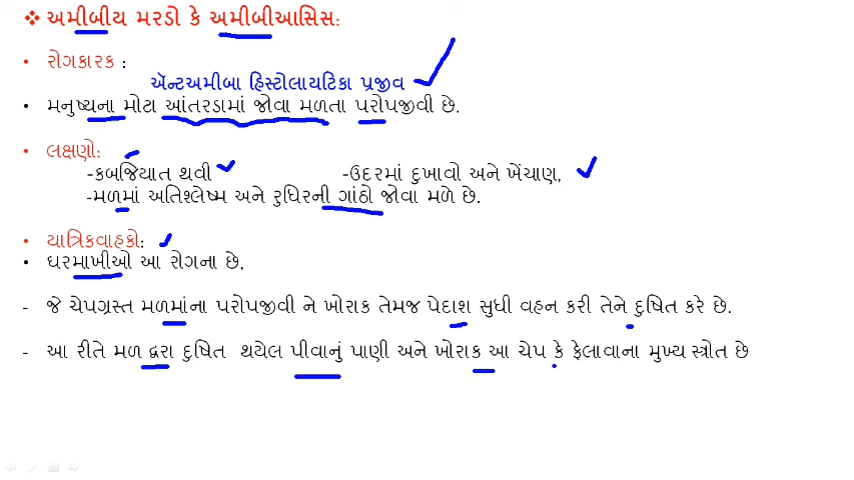 ❖ અમીબીય મરડો કે અમીબીઆસિસ:
• રોગકારક :
ઍન્ટઅમીબા હિસ્ટોલાયટિકા પ્રજીવ
• મનુષ્યના મોટા આંતરડામાં જોવા મળતા પરોપજીવી છે.
• લક્ષણો:
-કબજિયાત થવી -ઉદરમાં દુખાવો અને ખેંચાણ,
-મળમાં અતિશ્લેષ્મ અને રુધિરની ગાંઠો જોવા મળે છે.
• યાંત્રિકવાહકો:
• ઘરમાખીઓ આ રોગના છે,
- જે ચેપગ્રસ્ત મળમાંના પરોપજીવી ને ખોરાક તેમજ પેદાશ સુધી વહન કરી તેને દુષિત કરે છે.
- આ રીતે મળ દ્વરા દુષિત થયેલ પીવાનું પાણી અને ખોરાક આ ચેપ કે ફેલાવાના મુખ્ય સ્ત્રોત છે